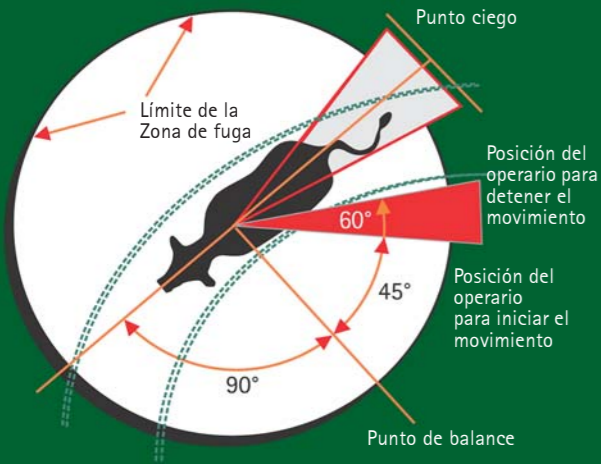 Punto ciego
Límite de la
Zona de fuga
Posición del
operario para
detener el
movimiento
60°
45°
Posición del
operario
para iniciar el
movimiento
90°
Punto de balance